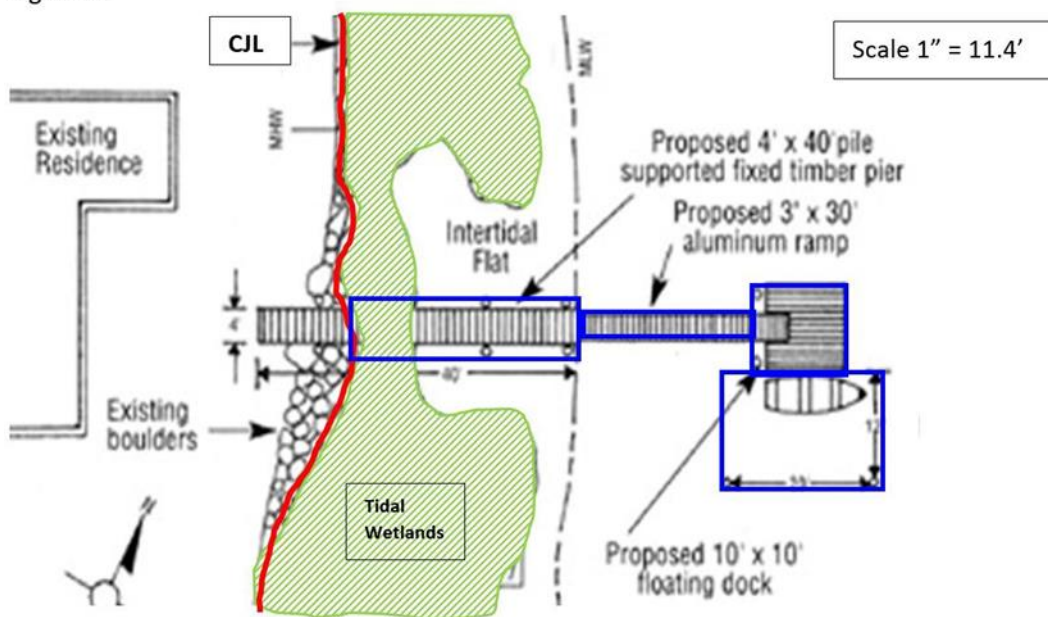 CJL
Scale 1” = 11.4’
MLW
MHW
Existing
Residence
Proposed 4' x 40' pile
supported fixed timber pier
Proposed 3' x 30'
aluminum ramp
Intertidal
Flat
4'
40'
Existing
boulders
Tidal
Wetlands
Proposed 10' x 10'
floating dock
N